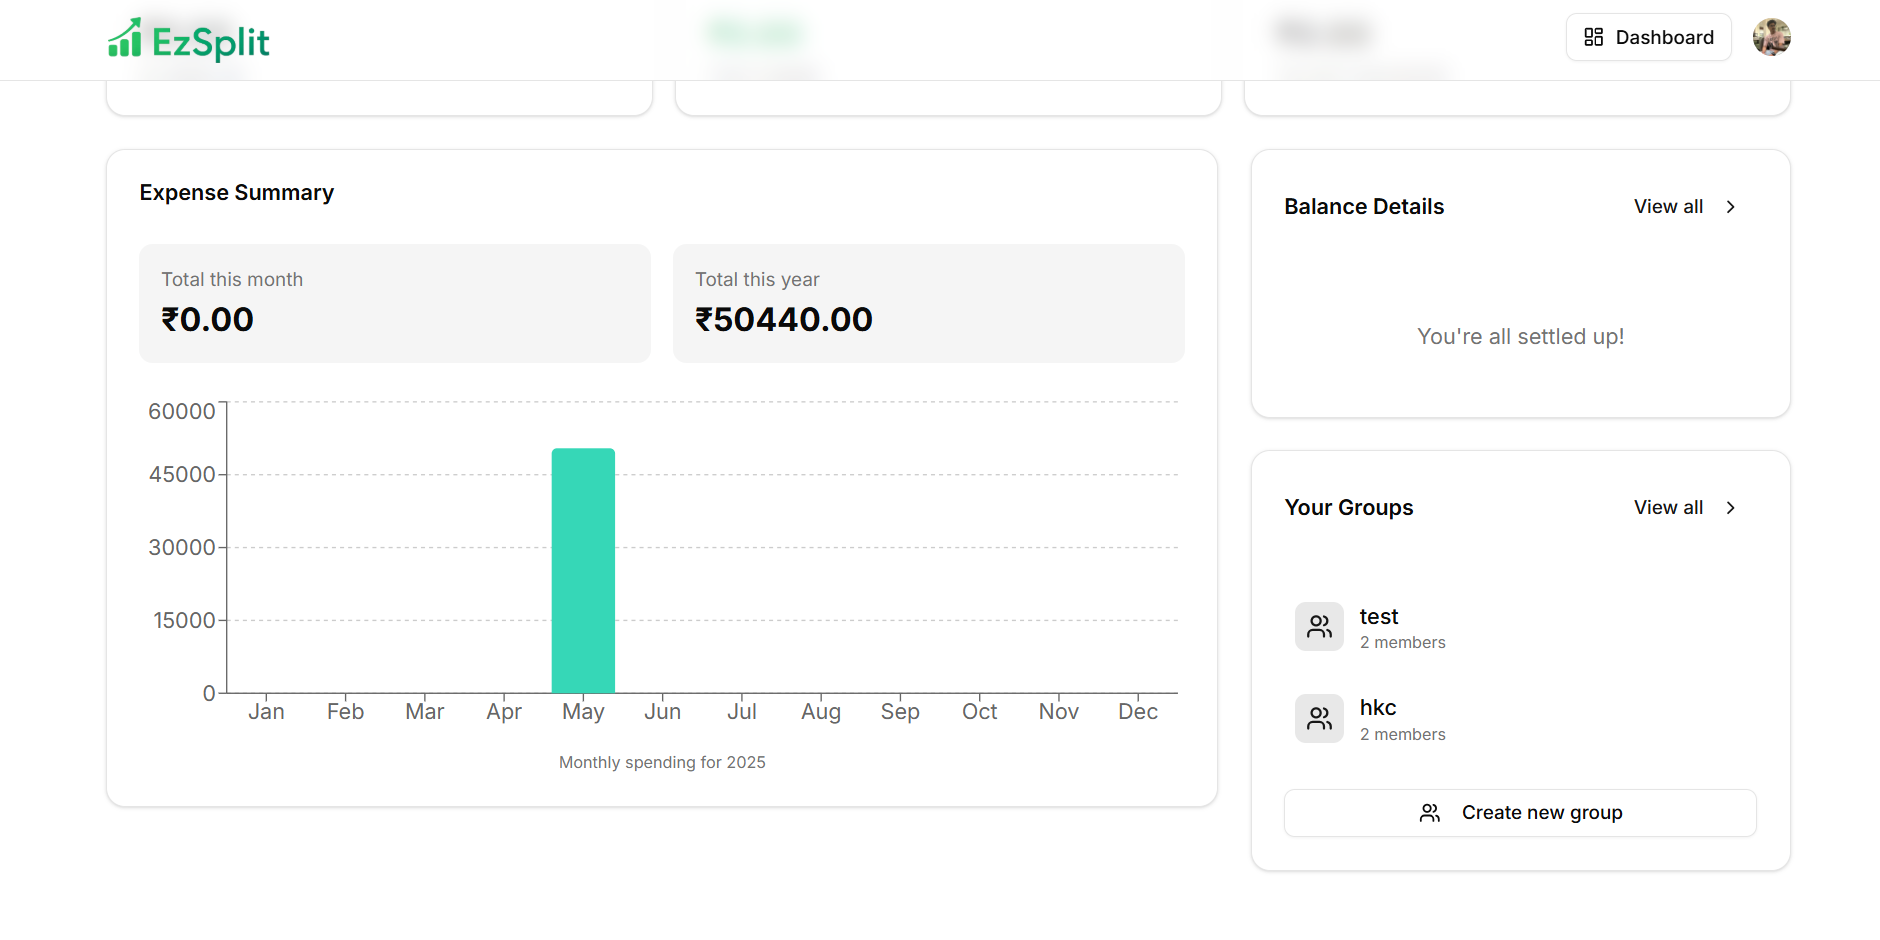 EzSplit
Dashboard
Expense Summary
Total this month
₹0.00
Total this year
₹50440.00
60000
45000
30000
15000
0
Jan Feb Mar Apr May Jun Jul Aug Sep Oct Nov Dec
Monthly spending for 2025
Balance Details
View all
You're all settled up!
Your Groups
View all
test
2 members
hkc
2 members
Create new group